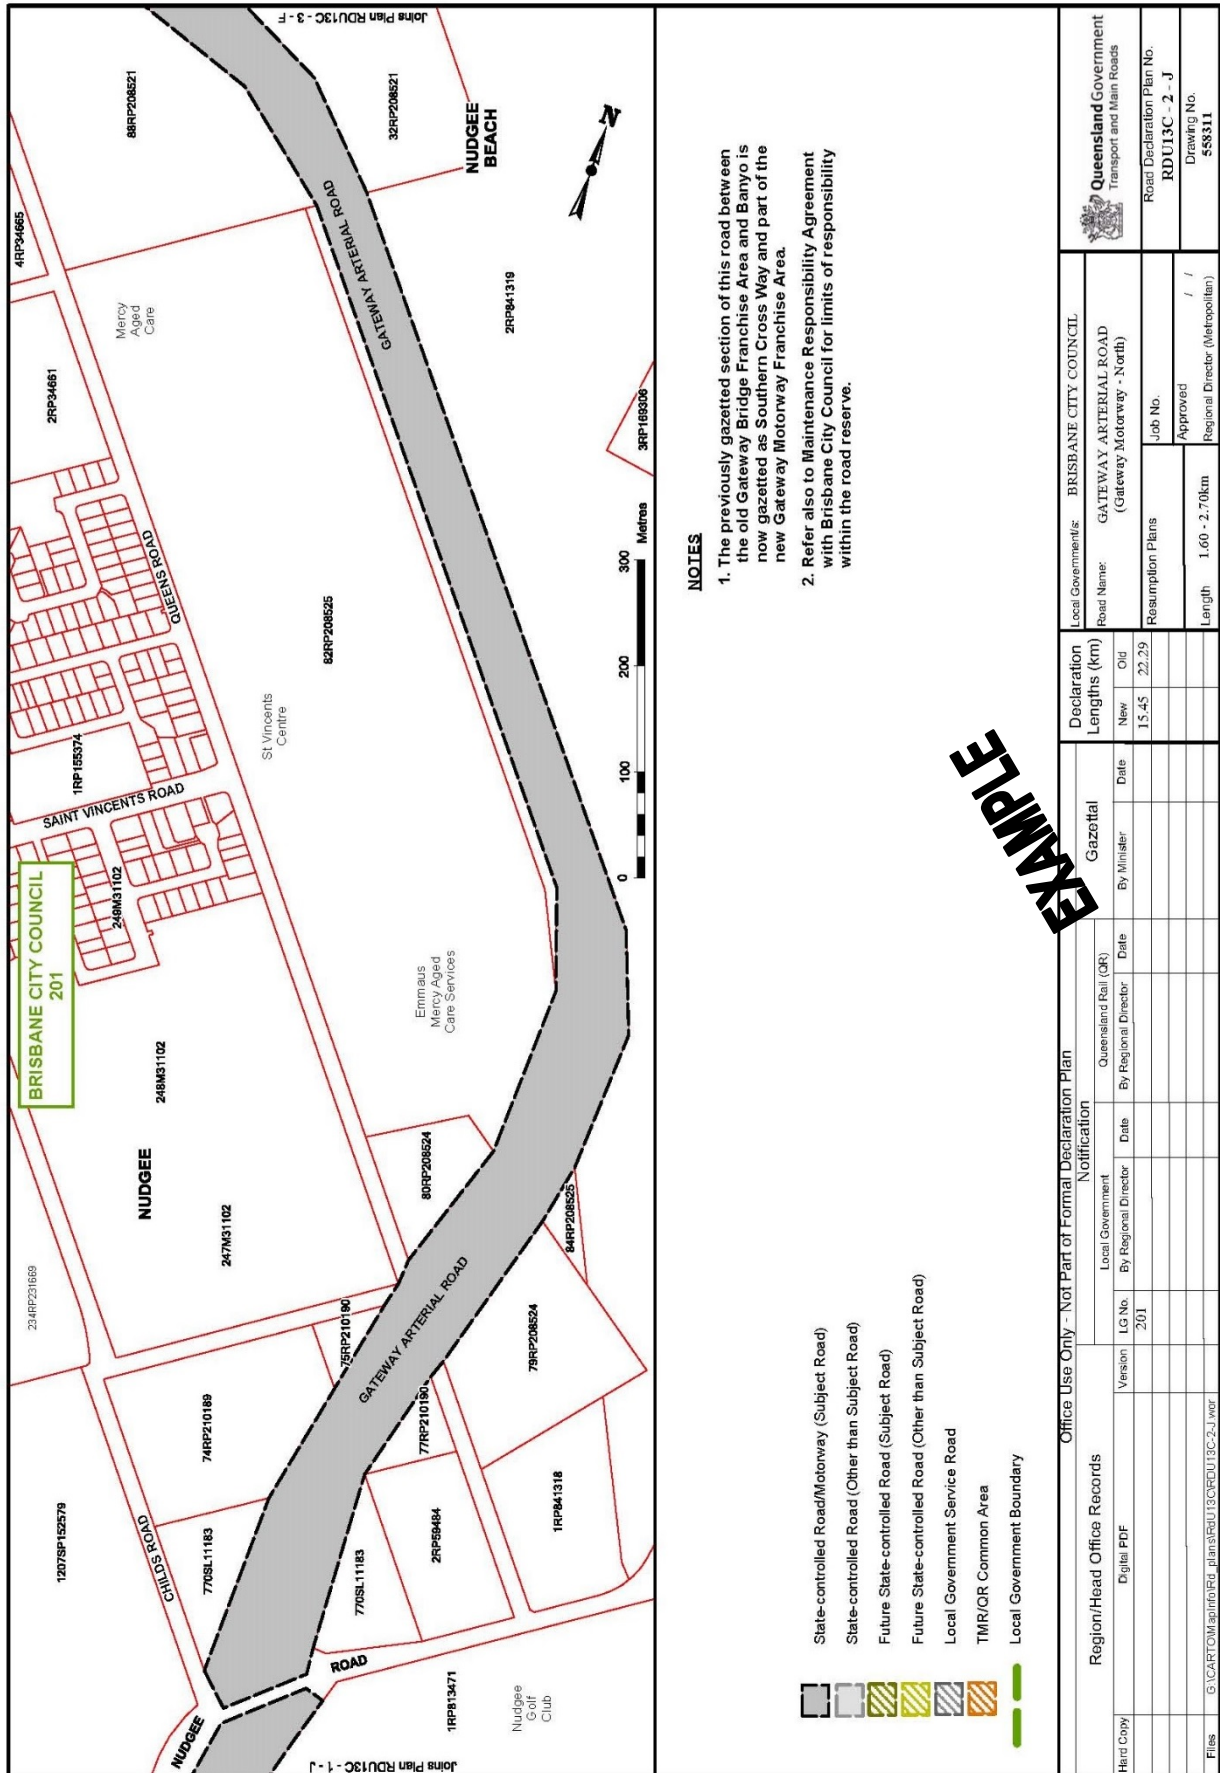 Joins Plan RDU13C - 1 - J
Joins Plan RDU13C - 3 - F
BRISBANE CITY COUNCIL
201
234RP231669
1207SP152579
CHILDS ROAD
NUDGEE
ROAD
770SL11183
74RP210189
247M31102
248M31102
NUDGEE
249M31102
SAINT VINCENTS ROAD
1RP155374
QUEENS ROAD
2RP34661
4RP34665
88RP208521
Mercy
Aged
Care
St Vincents
Centre
82RP208525
Emmaus
Mercy Aged
Care Services
80RP208524
75RP210190
GATEWAY ARTERIAL ROAD
GATEWAY ARTERIAL ROAD
32RP208521
NUDGEE
BEACH
2RP841319
3RP169306
84RP208525
79RP208524
77RP210190
770SL11183
2RP59484
1RP841318
1RP813471
Nudgee
Golf
Club
N
0 100 200 300 Metres
NOTES
1. The previously gazetted section of this road between
the old Gateway Bridge Franchise Area and Banyo is
now gazetted as Southern Cross Way and part of the
new Gateway Motorway Franchise Area.
2. Refer also to Maintenance Responsibility Agreement
with Brisbane City Council for limits of responsibility
within the road reserve.
State-controlled Road/Motorway (Subject Road)
State-controlled Road (Other than Subject Road)
Future State-controlled Road (Subject Road)
Future State-controlled Road (Other than Subject Road)
Local Government Service Road
TMR/QR Common Area
Local Government Boundary
EXAMPLE
Office Use Only - Not Part of Formal Declaration Plan
Region/Head Office Records
Notification
Gazettal
Local Government
Queensland Rail (QR)
Hard Copy
Digital PDF
Version
LG No.
By Regional Director
Date
By Regional Director
Date
By Minister
Date
201
Files
G:\CARTO\MapInfo\Rd_plans\RdU13C\RDU13C-2-J.wor
Declaration
Lengths (km)
New
Old
15.45
22.29
Local Government/s: BRISBANE CITY COUNCIL
Road Name: GATEWAY ARTERIAL ROAD
(Gateway Motorway - North)
Resumption Plans
Job No.
Approved / /
Length 1.60 - 2.70km
Regional Director (Metropolitan)
Queensland Government
Transport and Main Roads
Road Declaration Plan No.
RDU13C - 2 - J
Drawing No.
558311